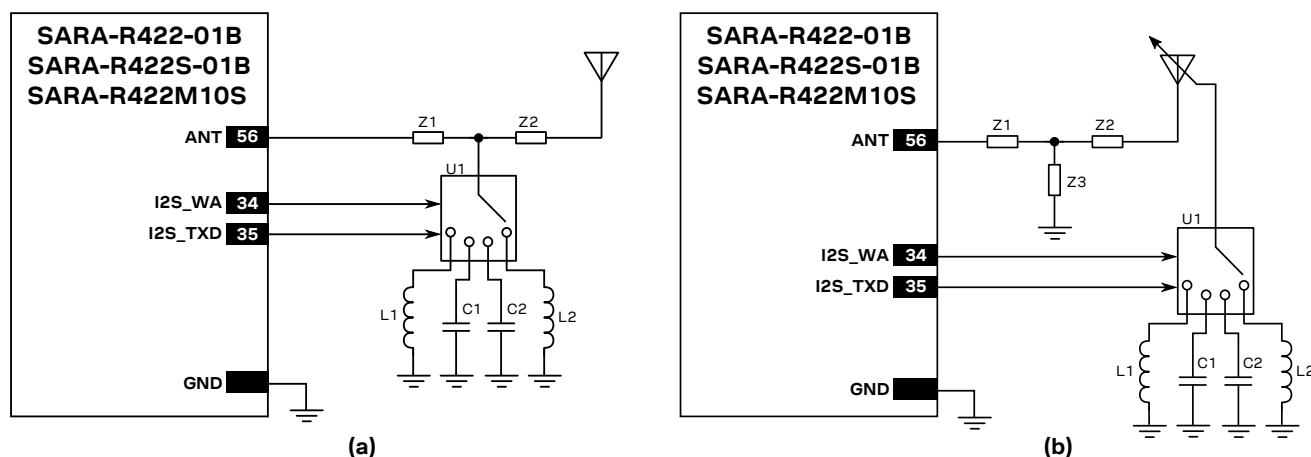 SARA-R422-01B
SARA-R422S-01B
SARA-R422M10S
ANT 56
Z1
Z2
U1
I2S_WA 34
I2S_TXD 35
L1
C1
C2
L2
GND
(a)
SARA-R422-01B
SARA-R422S-01B
SARA-R422M10S
ANT 56
Z1
Z2
Z3
U1
I2S_WA 34
I2S_TXD 35
L1
C1
C2
L2
GND
(b)